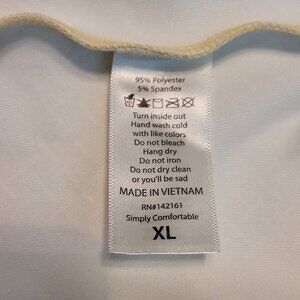 95% Polyester
5% Spandex
Turn inside out
Hand wash cold
with like colors
Do not bleach
Hang dry
Do not iron
Do not dry clean
or you'll be sad
MADE IN VIETNAM
RN#142161
Simply Comfortable
XL